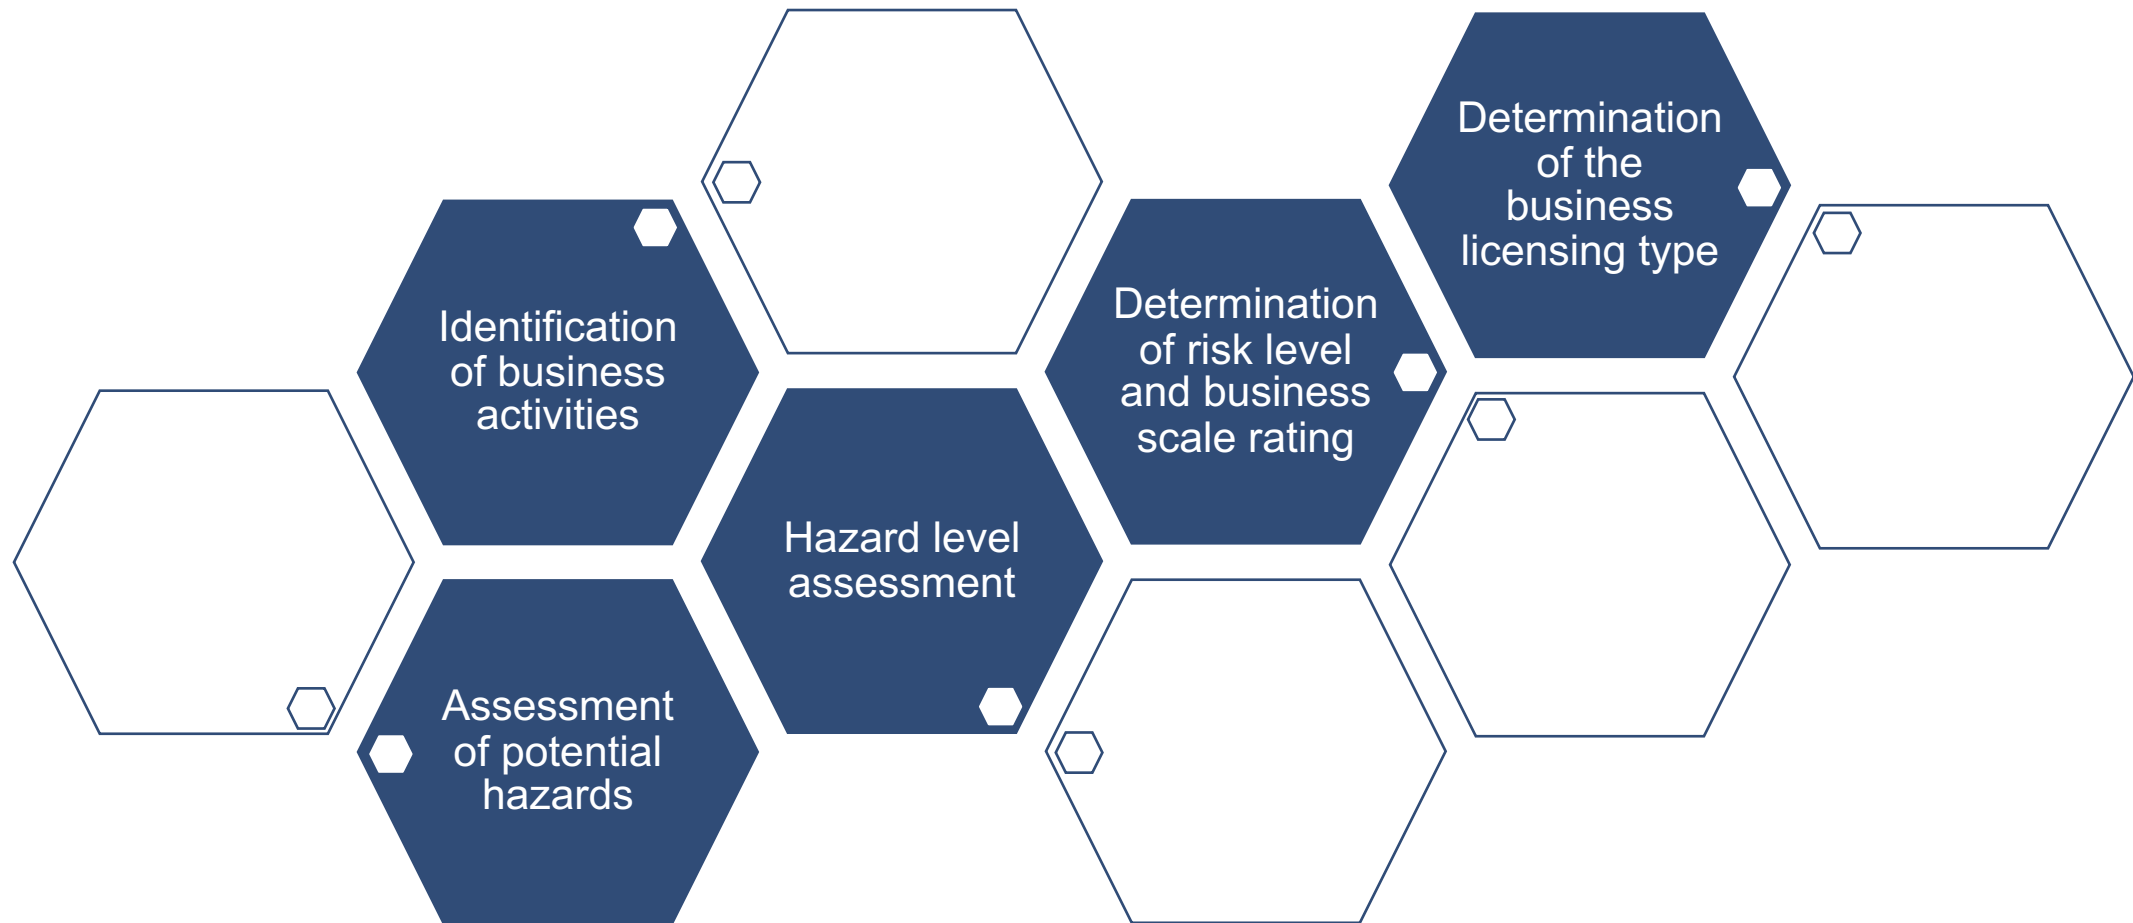 Identification
of business
activities
Assessment
of potential
hazards
Hazard level
assessment
Determination
of risk level
and business
scale rating
Determination
of the
business
licensing type